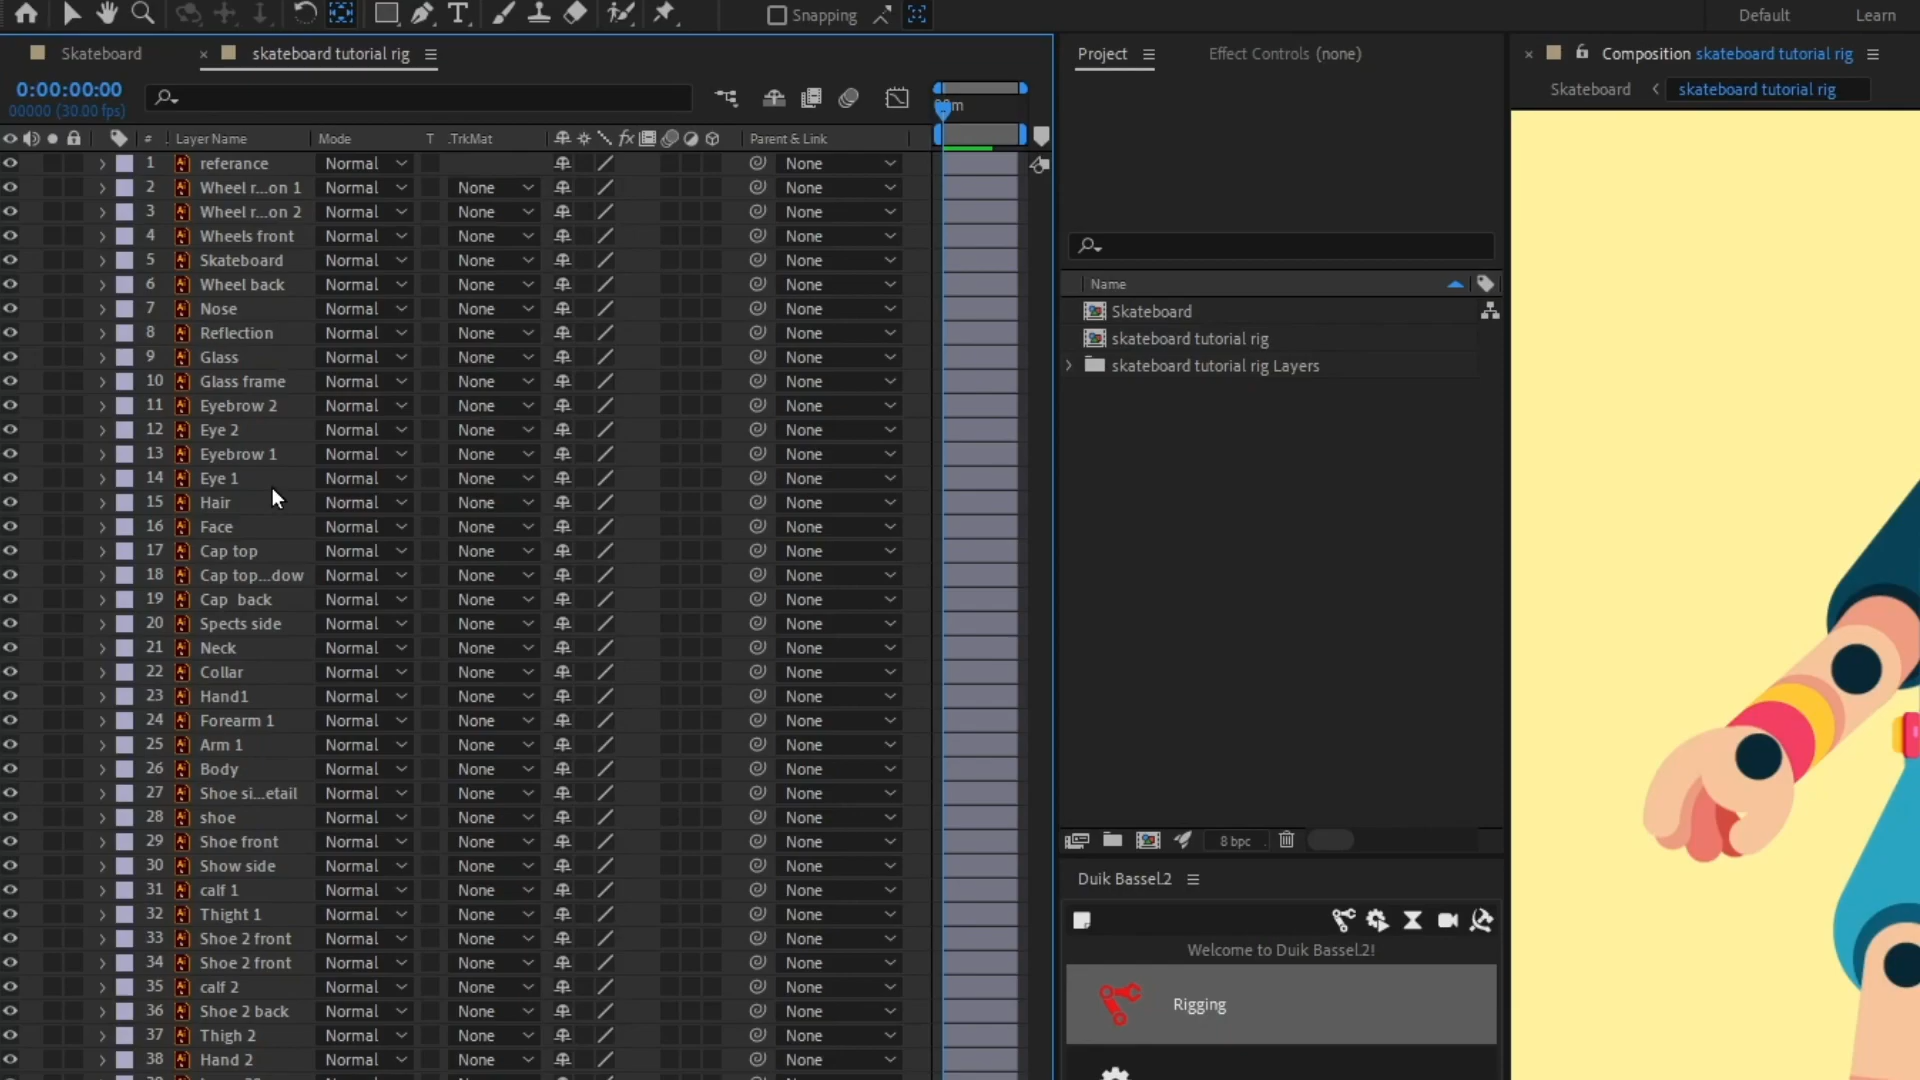 Snapping Default Learn
Skateboard × skateboard tutorial rig
Project Effect Controls (none)
× Composition skateboard tutorial rig
Skateboard < skateboard tutorial rig
0:00:00:00
00000 (30.00 fps)
# Layer Name Mode T .TrkMat fx Parent & Link
1 referance Normal None
2 Wheel r...on 1 Normal None None
3 Wheel r...on 2 Normal None None
4 Wheels front Normal None None
5 Skateboard Normal None None
6 Wheel back Normal None None
7 Nose Normal None None
8 Reflection Normal None None
9 Glass Normal None None
10 Glass frame Normal None None
11 Eyebrow 2 Normal None None
12 Eye 2 Normal None None
13 Eyebrow 1 Normal None None
14 Eye 1 Normal None None
15 Hair Normal None None
16 Face Normal None None
17 Cap top Normal None None
18 Cap top...dow Normal None None
19 Cap back Normal None None
20 Spects side Normal None None
21 Neck Normal None None
22 Collar Normal None None
23 Hand1 Normal None None
24 Forearm 1 Normal None None
25 Arm 1 Normal None None
26 Body Normal None None
27 Shoe si...etail Normal None None
28 shoe Normal None None
29 Shoe front Normal None None
30 Show side Normal None None
31 calf 1 Normal None None
32 Thight 1 Normal None None
33 Shoe 2 front Normal None None
34 Shoe 2 front Normal None None
35 calf 2 Normal None None
36 Shoe 2 back Normal None None
37 Thigh 2 Normal None None
38 Hand 2 Normal None None
Name
Skateboard
skateboard tutorial rig
skateboard tutorial rig Layers
8 bpc
Duik Bassel.2
Welcome to Duik Bassel.2!
Rigging